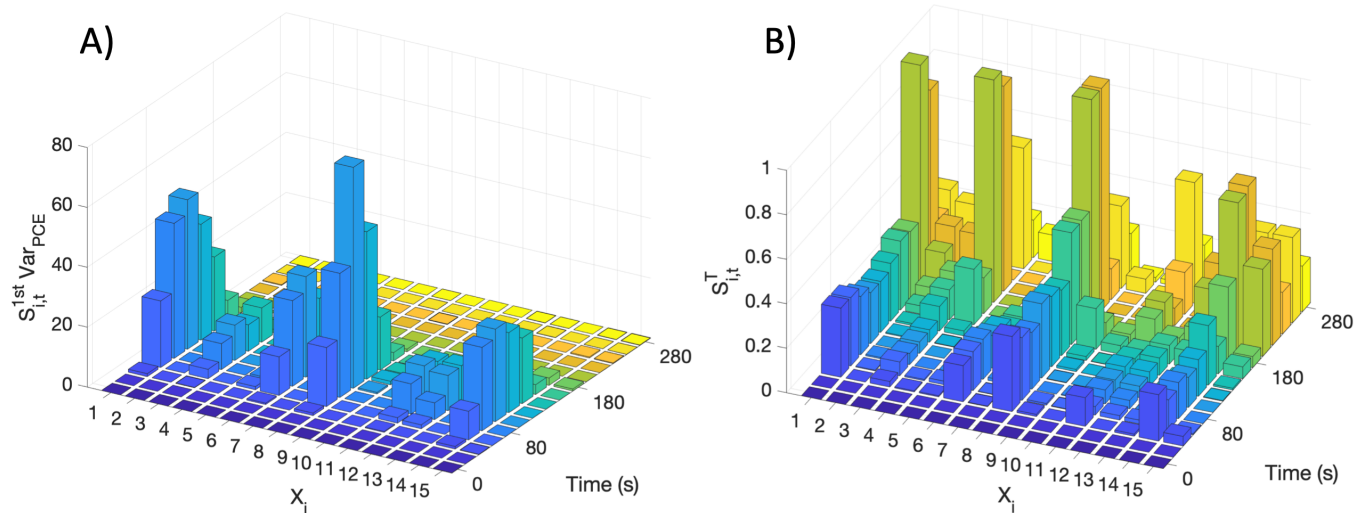 A)
80
60
40
20
0
S_{i,t}^{1st} Var_{PCE}
1 2 3 4 5 6 7 8 9 10 11 12 13 14 15
X_i
0 80 180 280
Time (s)
B)
1
0.8
0.6
0.4
0.2
0
S_{i,t}^{T}
1 2 3 4 5 6 7 8 9 10 11 12 13 14 15
X_i
0 80 180 280
Time (s)